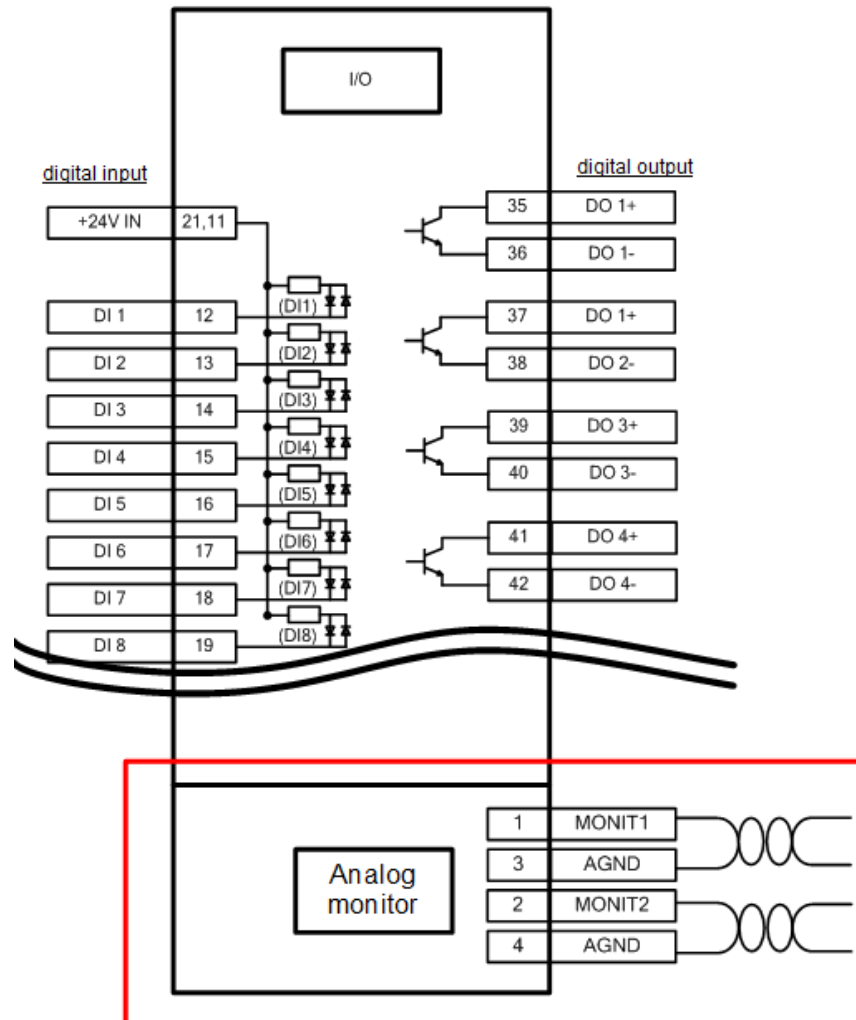 I/O
digital input
digital output
+24V IN 21,11
35 DO 1+
36 DO 1-
(DI1)
DI 1 12
37 DO 1+
(DI2)
DI 2 13
38 DO 2-
(DI3)
DI 3 14
39 DO 3+
(DI4)
DI 4 15
40 DO 3-
(DI5)
DI 5 16
41 DO 4+
(DI6)
DI 6 17
42 DO 4-
(DI7)
DI 7 18
(DI8)
DI 8 19
1 MONIT1
3 AGND
2 MONIT2
4 AGND
Analog
monitor